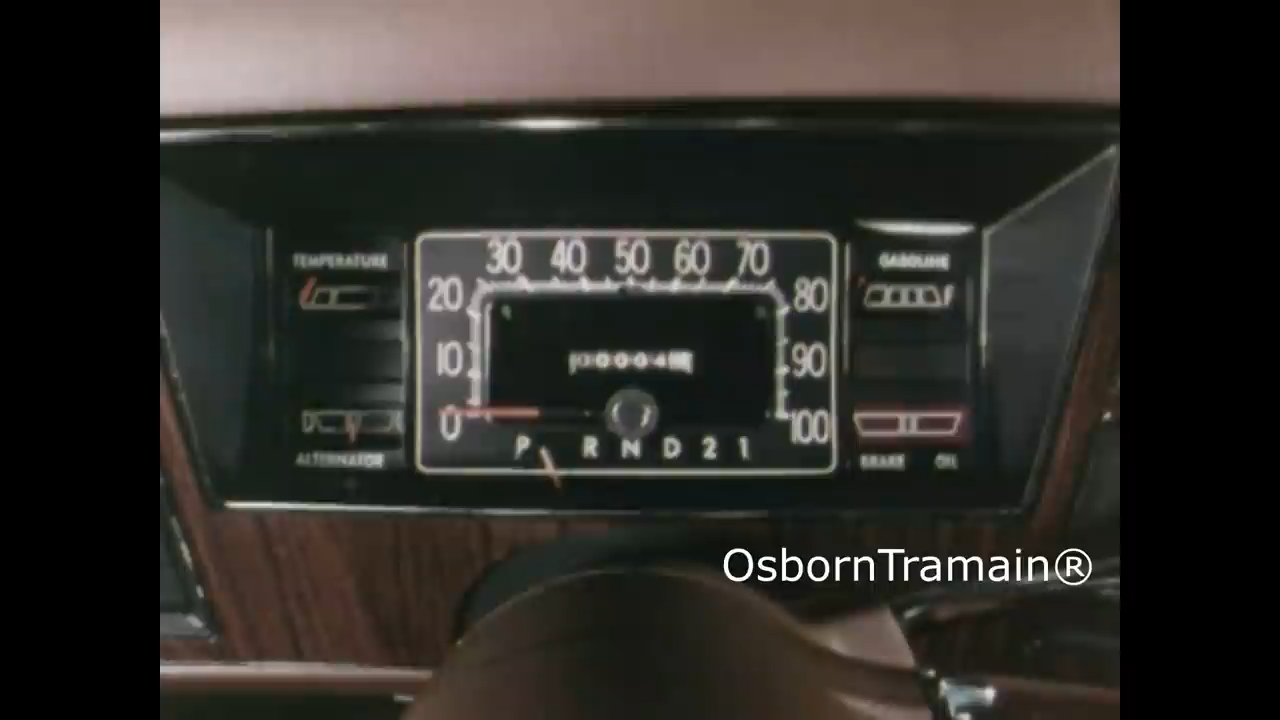 TEMPERATURE
30 40 50 60 70
GASOLINE
20
80
F
10
90
D
0
100
P R N D 2 1
ALTERNATOR
BRAKE OIL
OsbornTramain®